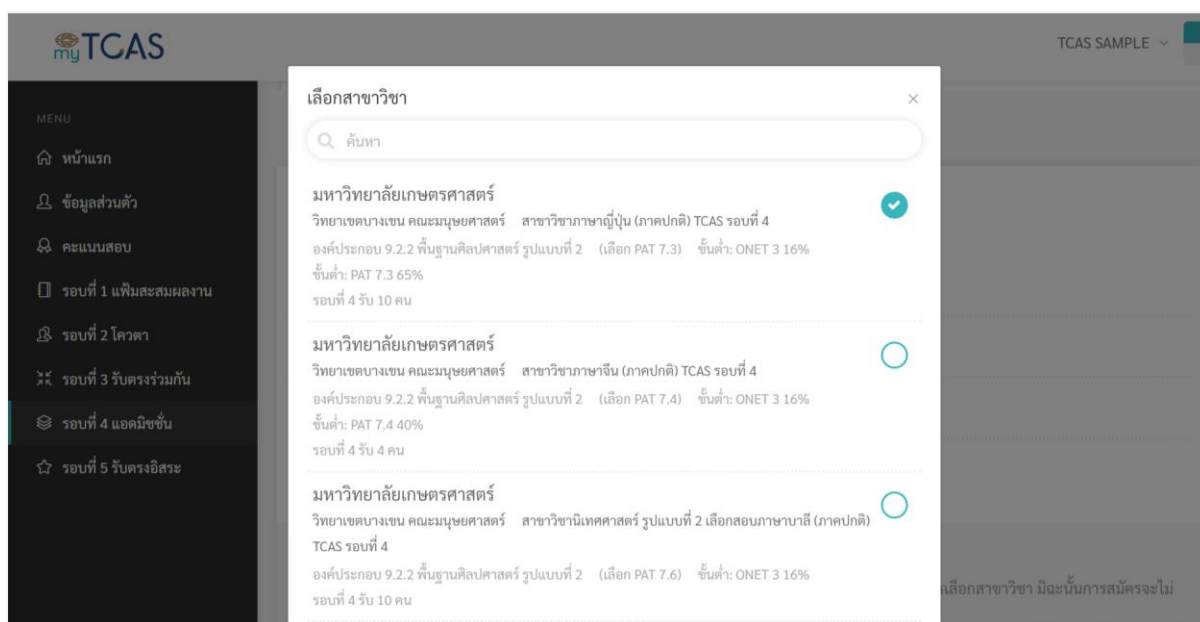 myTCAS
TCAS SAMPLE
MENU
หน้าแรก
ข้อมูลส่วนตัว
คะแนนสอบ
รอบที่ 1 แฟ้มสะสมผลงาน
รอบที่ 2 โควตา
รอบที่ 3 รับตรงร่วมกัน
รอบที่ 4 แอดมิชชั่น
รอบที่ 5 รับตรงอิสระ
เลือกสาขาวิชา
ค้นหา
มหาวิทยาลัยเกษตรศาสตร์
วิทยาเขตบางเขน คณะมนุษยศาสตร์ สาขาวิชาภาษาญี่ปุ่น (ภาคปกติ) TCAS รอบที่ 4
องค์ประกอบ 9.2.2 พื้นฐานศิลปศาสตร์ รูปแบบที่ 2 (เลือก PAT 7.3) ขั้นต่ำ: ONET 3 16%
ขั้นต่ำ: PAT 7.3 65%
รอบที่ 4 รับ 10 คน
มหาวิทยาลัยเกษตรศาสตร์
วิทยาเขตบางเขน คณะมนุษยศาสตร์ สาขาวิชาภาษาจีน (ภาคปกติ) TCAS รอบที่ 4
องค์ประกอบ 9.2.2 พื้นฐานศิลปศาสตร์ รูปแบบที่ 2 (เลือก PAT 7.4) ขั้นต่ำ: ONET 3 16%
ขั้นต่ำ: PAT 7.4 40%
รอบที่ 4 รับ 4 คน
มหาวิทยาลัยเกษตรศาสตร์
วิทยาเขตบางเขน คณะมนุษยศาสตร์ สาขาวิชานิเทศศาสตร์ รูปแบบที่ 2 เลือกสอบภาษาบาลี (ภาคปกติ)
TCAS รอบที่ 4
องค์ประกอบ 9.2.2 พื้นฐานศิลปศาสตร์ รูปแบบที่ 2 (เลือก PAT 7.6) ขั้นต่ำ: ONET 3 16%
รอบที่ 4 รับ 10 คน
เลือกสาขาวิชา มิฉะนั้นการสมัครจะไม่